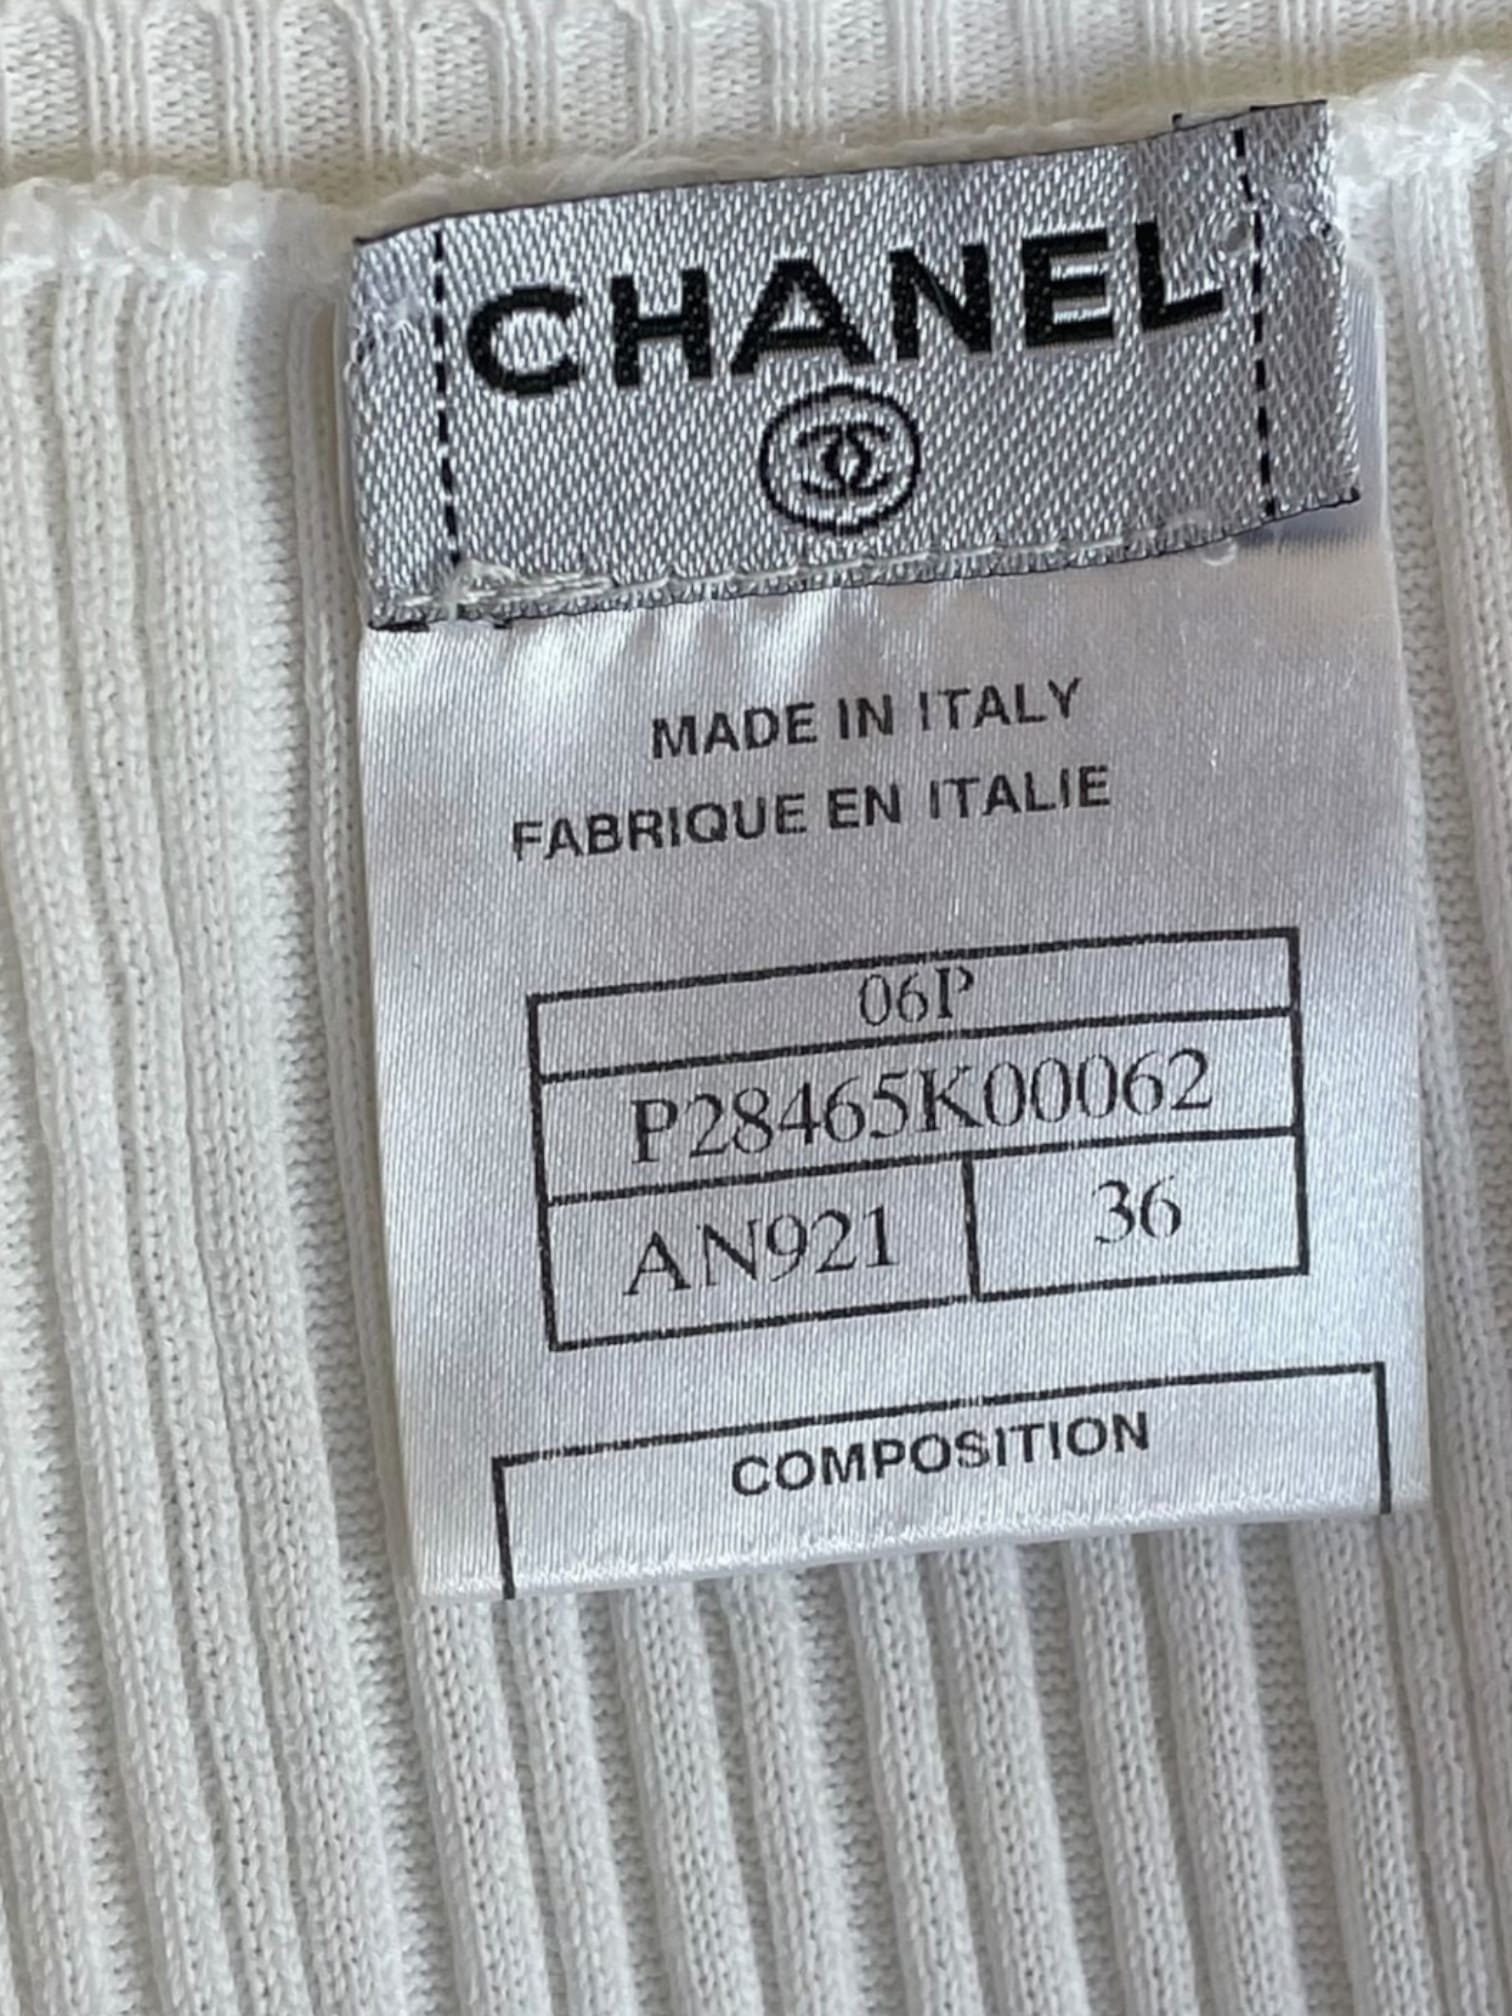 CHANEL
MADE IN ITALY
FABRIQUE EN ITALIE
06P
P28465K00062
AN921 36
COMPOSITION